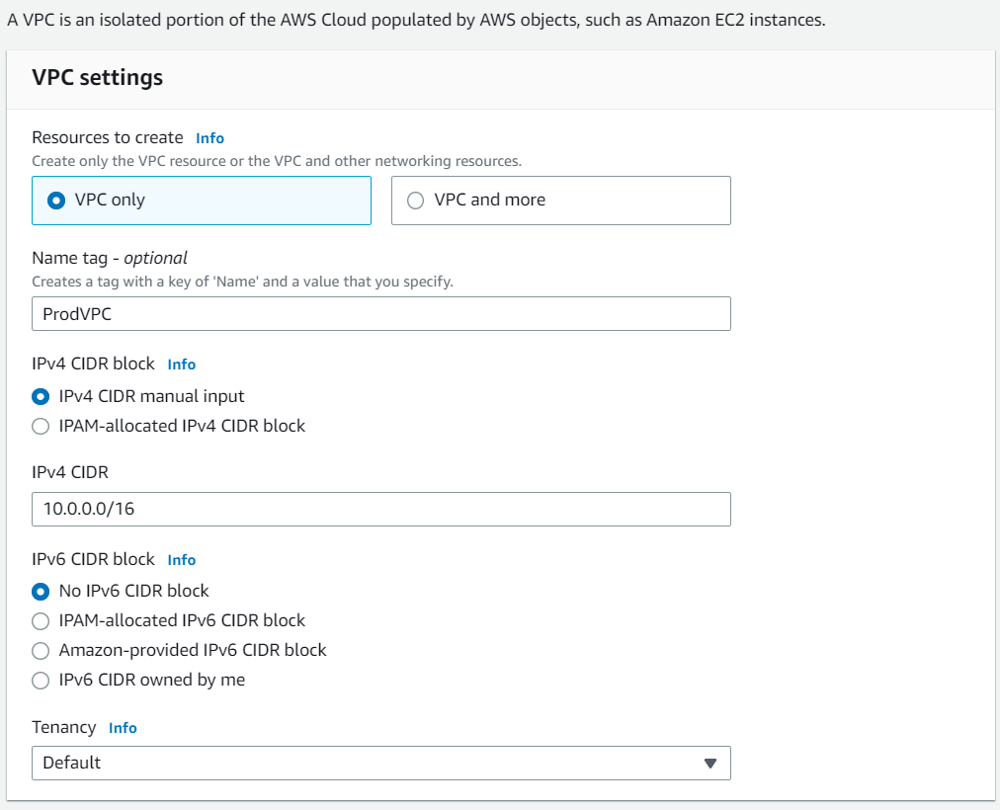 A VPC is an isolated portion of the AWS Cloud populated by AWS objects, such as Amazon EC2 instances.
VPC settings
Resources to create Info
Create only the VPC resource or the VPC and other networking resources.
VPC only VPC and more
Name tag - optional
Creates a tag with a key of 'Name' and a value that you specify.
ProdVPC
IPv4 CIDR block Info
IPv4 CIDR manual input
IPAM-allocated IPv4 CIDR block
IPv4 CIDR
10.0.0.0/16
IPv6 CIDR block Info
No IPv6 CIDR block
IPAM-allocated IPv6 CIDR block
Amazon-provided IPv6 CIDR block
IPv6 CIDR owned by me
Tenancy Info
Default